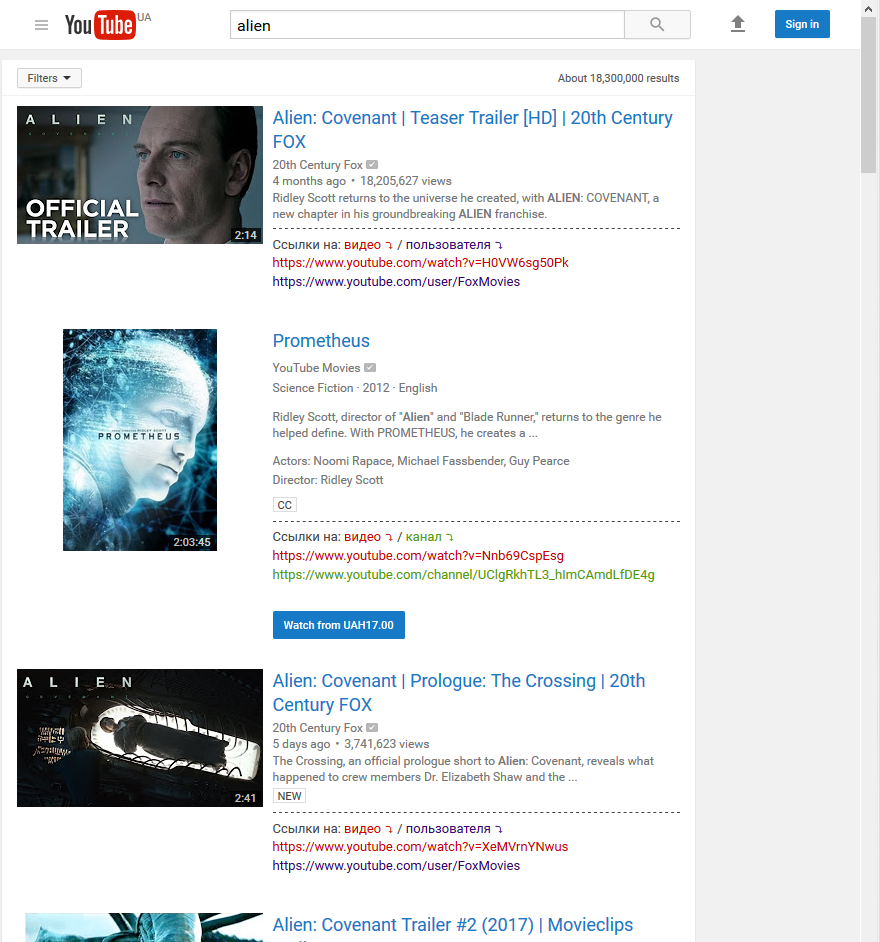 YouTube UA
alien
Sign in
Filters
About 18,300,000 results
ALIEN
COVENANT
OFFICIAL
TRAILER
2:14
Alien: Covenant | Teaser Trailer [HD] | 20th Century
FOX
20th Century Fox
4 months ago • 18,205,627 views
Ridley Scott returns to the universe he created, with ALIEN: COVENANT, a
new chapter in his groundbreaking ALIEN franchise.
Ссылки на: видео ⤵ / пользователя ⤵
https://www.youtube.com/watch?v=H0VW6sg50Pk
https://www.youtube.com/user/FoxMovies
PROMETHEUS
2:03:45
Prometheus
YouTube Movies
Science Fiction · 2012 · English
Ridley Scott, director of "Alien" and "Blade Runner," returns to the genre he
helped define. With PROMETHEUS, he creates a ...
Actors: Noomi Rapace, Michael Fassbender, Guy Pearce
Director: Ridley Scott
CC
Ссылки на: видео ⤵ / канал ⤵
https://www.youtube.com/watch?v=Nnb69CspEsg
https://www.youtube.com/channel/UClgRkhTL3_hImCAmdLfDE4g
Watch from UAH17.00
ALIEN
2:41
Alien: Covenant | Prologue: The Crossing | 20th
Century FOX
20th Century Fox
5 days ago • 3,741,623 views
The Crossing, an official prologue short to Alien: Covenant, reveals what
happened to crew members Dr. Elizabeth Shaw and the ...
NEW
Ссылки на: видео ⤵ / пользователя ⤵
https://www.youtube.com/watch?v=XeMVrnYNwus
https://www.youtube.com/user/FoxMovies
Alien: Covenant Trailer #2 (2017) | Movieclips